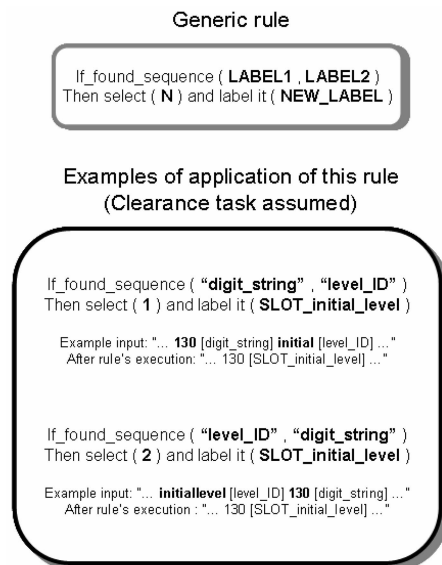 Generic rule
If_found_sequence ( LABEL1 , LABEL2 )
Then select ( N ) and label it ( NEW_LABEL )
Examples of application of this rule
(Clearance task assumed)
If_found_sequence ( “digit_string” , “level_ID” )
Then select ( 1 ) and label it ( SLOT_initial_level )
Example input: "... 130 [digit_string] initial [level_ID] ..."
After rule's execution: "... 130 [SLOT_initial_level] ..."
If_found_sequence ( “level_ID” , “digit_string” )
Then select ( 2 ) and label it ( SLOT_initial_level )
Example input: "... initiallevel [level_ID] 130 [digit_string] ..."
After rule's execution : "... 130 [SLOT_initial_level] ..."